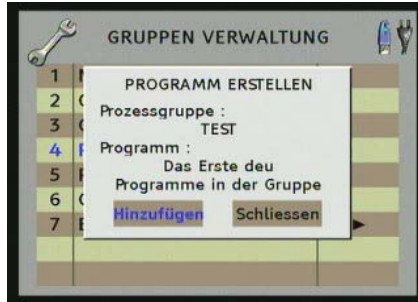 GRUPPEN VERWALTUNG
PROGRAMM ERSTELLEN
Prozessgruppe :
TEST
Programm :
Das Erste deu
Programme in der Gruppe
Hinzufügen
Schliessen
1
2
3
4
5
6
7